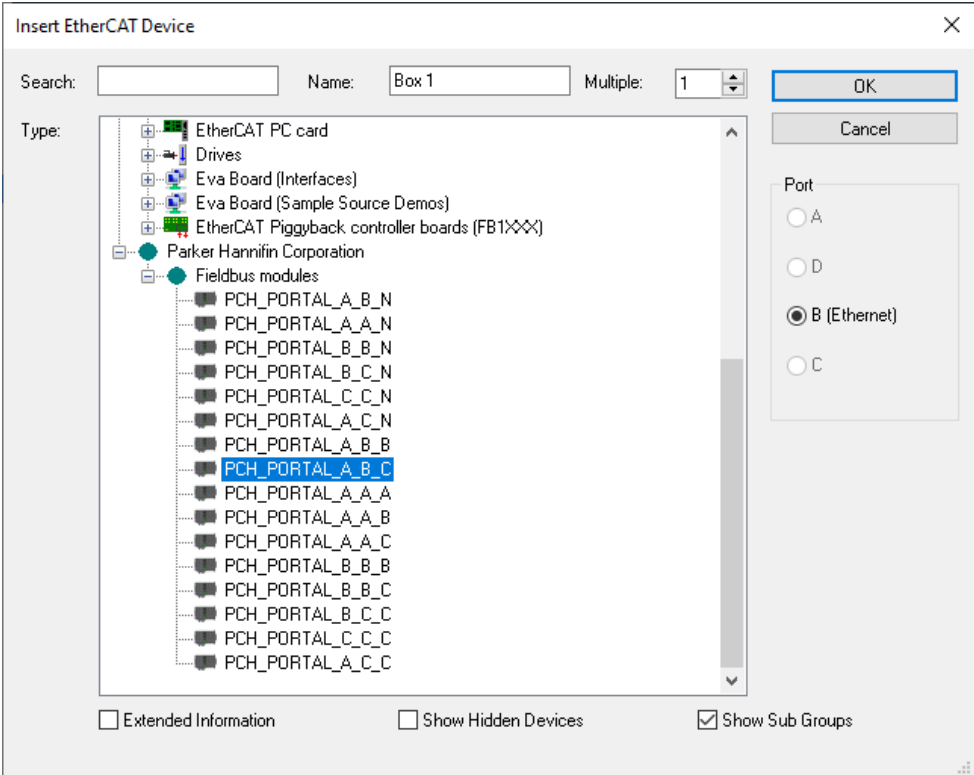 Insert EtherCAT Device
Search: Name: Box 1 Multiple: 1 OK
Type: Cancel
EtherCAT PC card
Drives
Eva Board (Interfaces)
Eva Board (Sample Source Demos)
EtherCAT Piggyback controller boards (FB1XXX)
Parker Hannifin Corporation
Fieldbus modules
PCH_PORTAL_A_B_N
PCH_PORTAL_A_A_N
PCH_PORTAL_B_B_N
PCH_PORTAL_B_C_N
PCH_PORTAL_C_C_N
PCH_PORTAL_A_C_N
PCH_PORTAL_A_B_B
PCH_PORTAL_A_B_C
PCH_PORTAL_A_A_A
PCH_PORTAL_A_A_B
PCH_PORTAL_A_A_C
PCH_PORTAL_B_B_B
PCH_PORTAL_B_B_C
PCH_PORTAL_B_C_C
PCH_PORTAL_C_C_C
PCH_PORTAL_A_C_C
Port
A
D
B (Ethernet)
C
Extended Information Show Hidden Devices Show Sub Groups